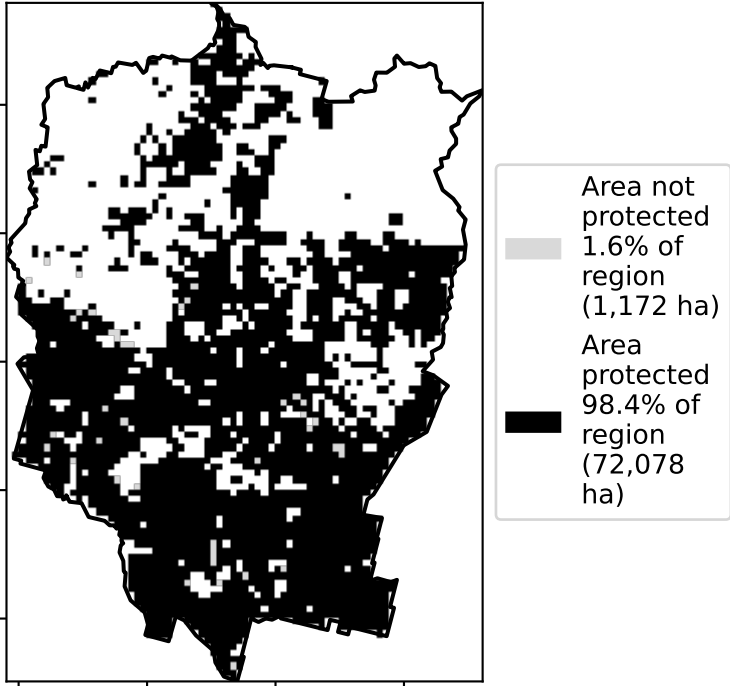 Area not
protected
1.6% of
region
(1,172 ha)
Area
protected
98.4% of
region
(72,078
ha)